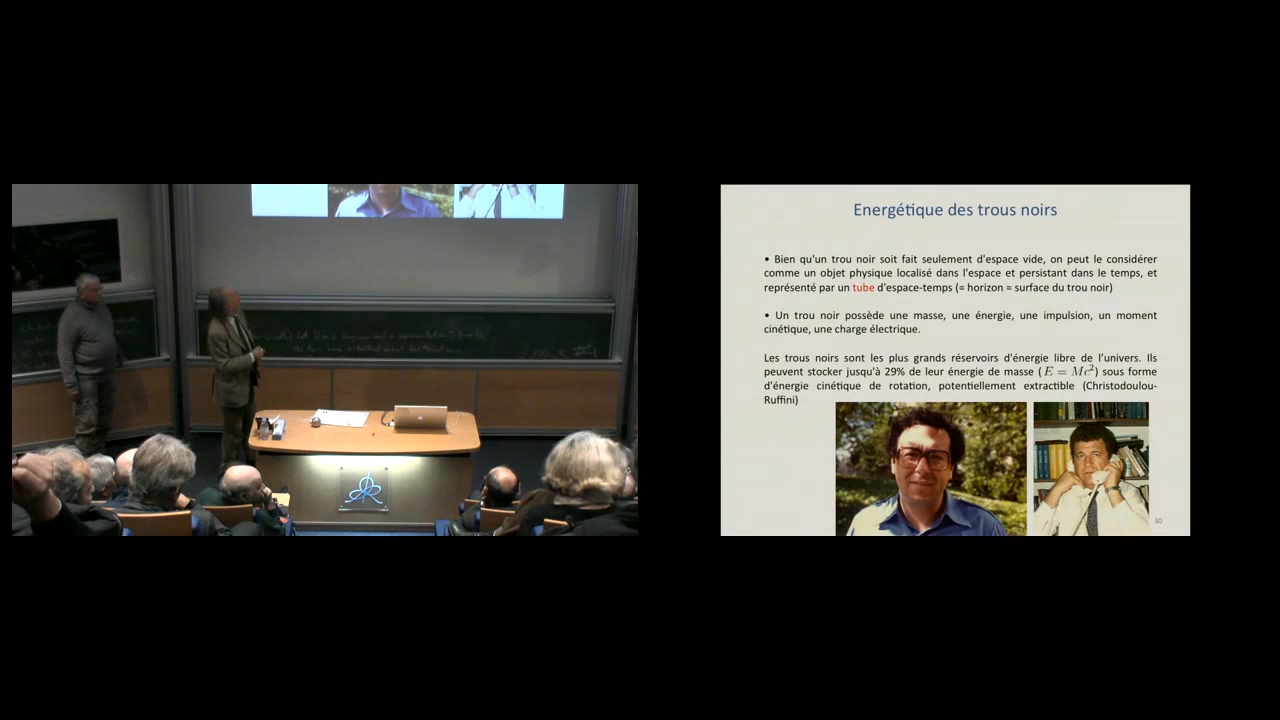 Energétique des trous noirs
• Bien qu'un trou noir soit fait seulement d'espace vide, on peut le considérer
comme un objet physique localisé dans l'espace et persistant dans le temps, et
représenté par un tube d'espace-temps (= horizon = surface du trou noir)
• Un trou noir possède une masse, une énergie, une impulsion, un moment
cinétique, une charge électrique.
Les trous noirs sont les plus grands réservoirs d'énergie libre de l'univers. Ils
peuvent stocker jusqu'à 29% de leur énergie de masse ( E = Mc² ) sous forme
d'énergie cinétique de rotation, potentiellement extractible (Christodoulou-
Ruffini)
30